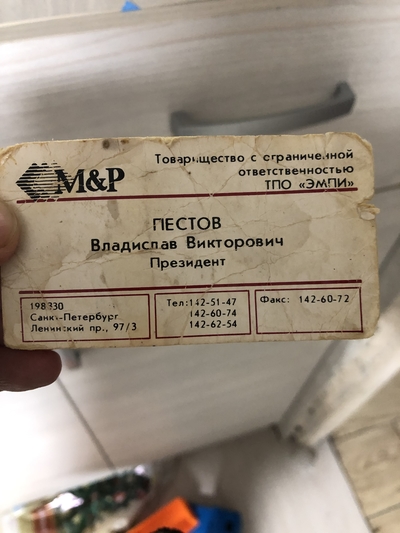 M&P
Товарищество с ограниченной
ответственностью
ТПО «ЭМПИ»
ПЕСТОВ
Владислав Викторович
Президент
198330
Санкт-Петербург
Ленинский пр., 97/3
Тел: 142-51-47
142-60-74
142-62-54
Факс: 142-60-72